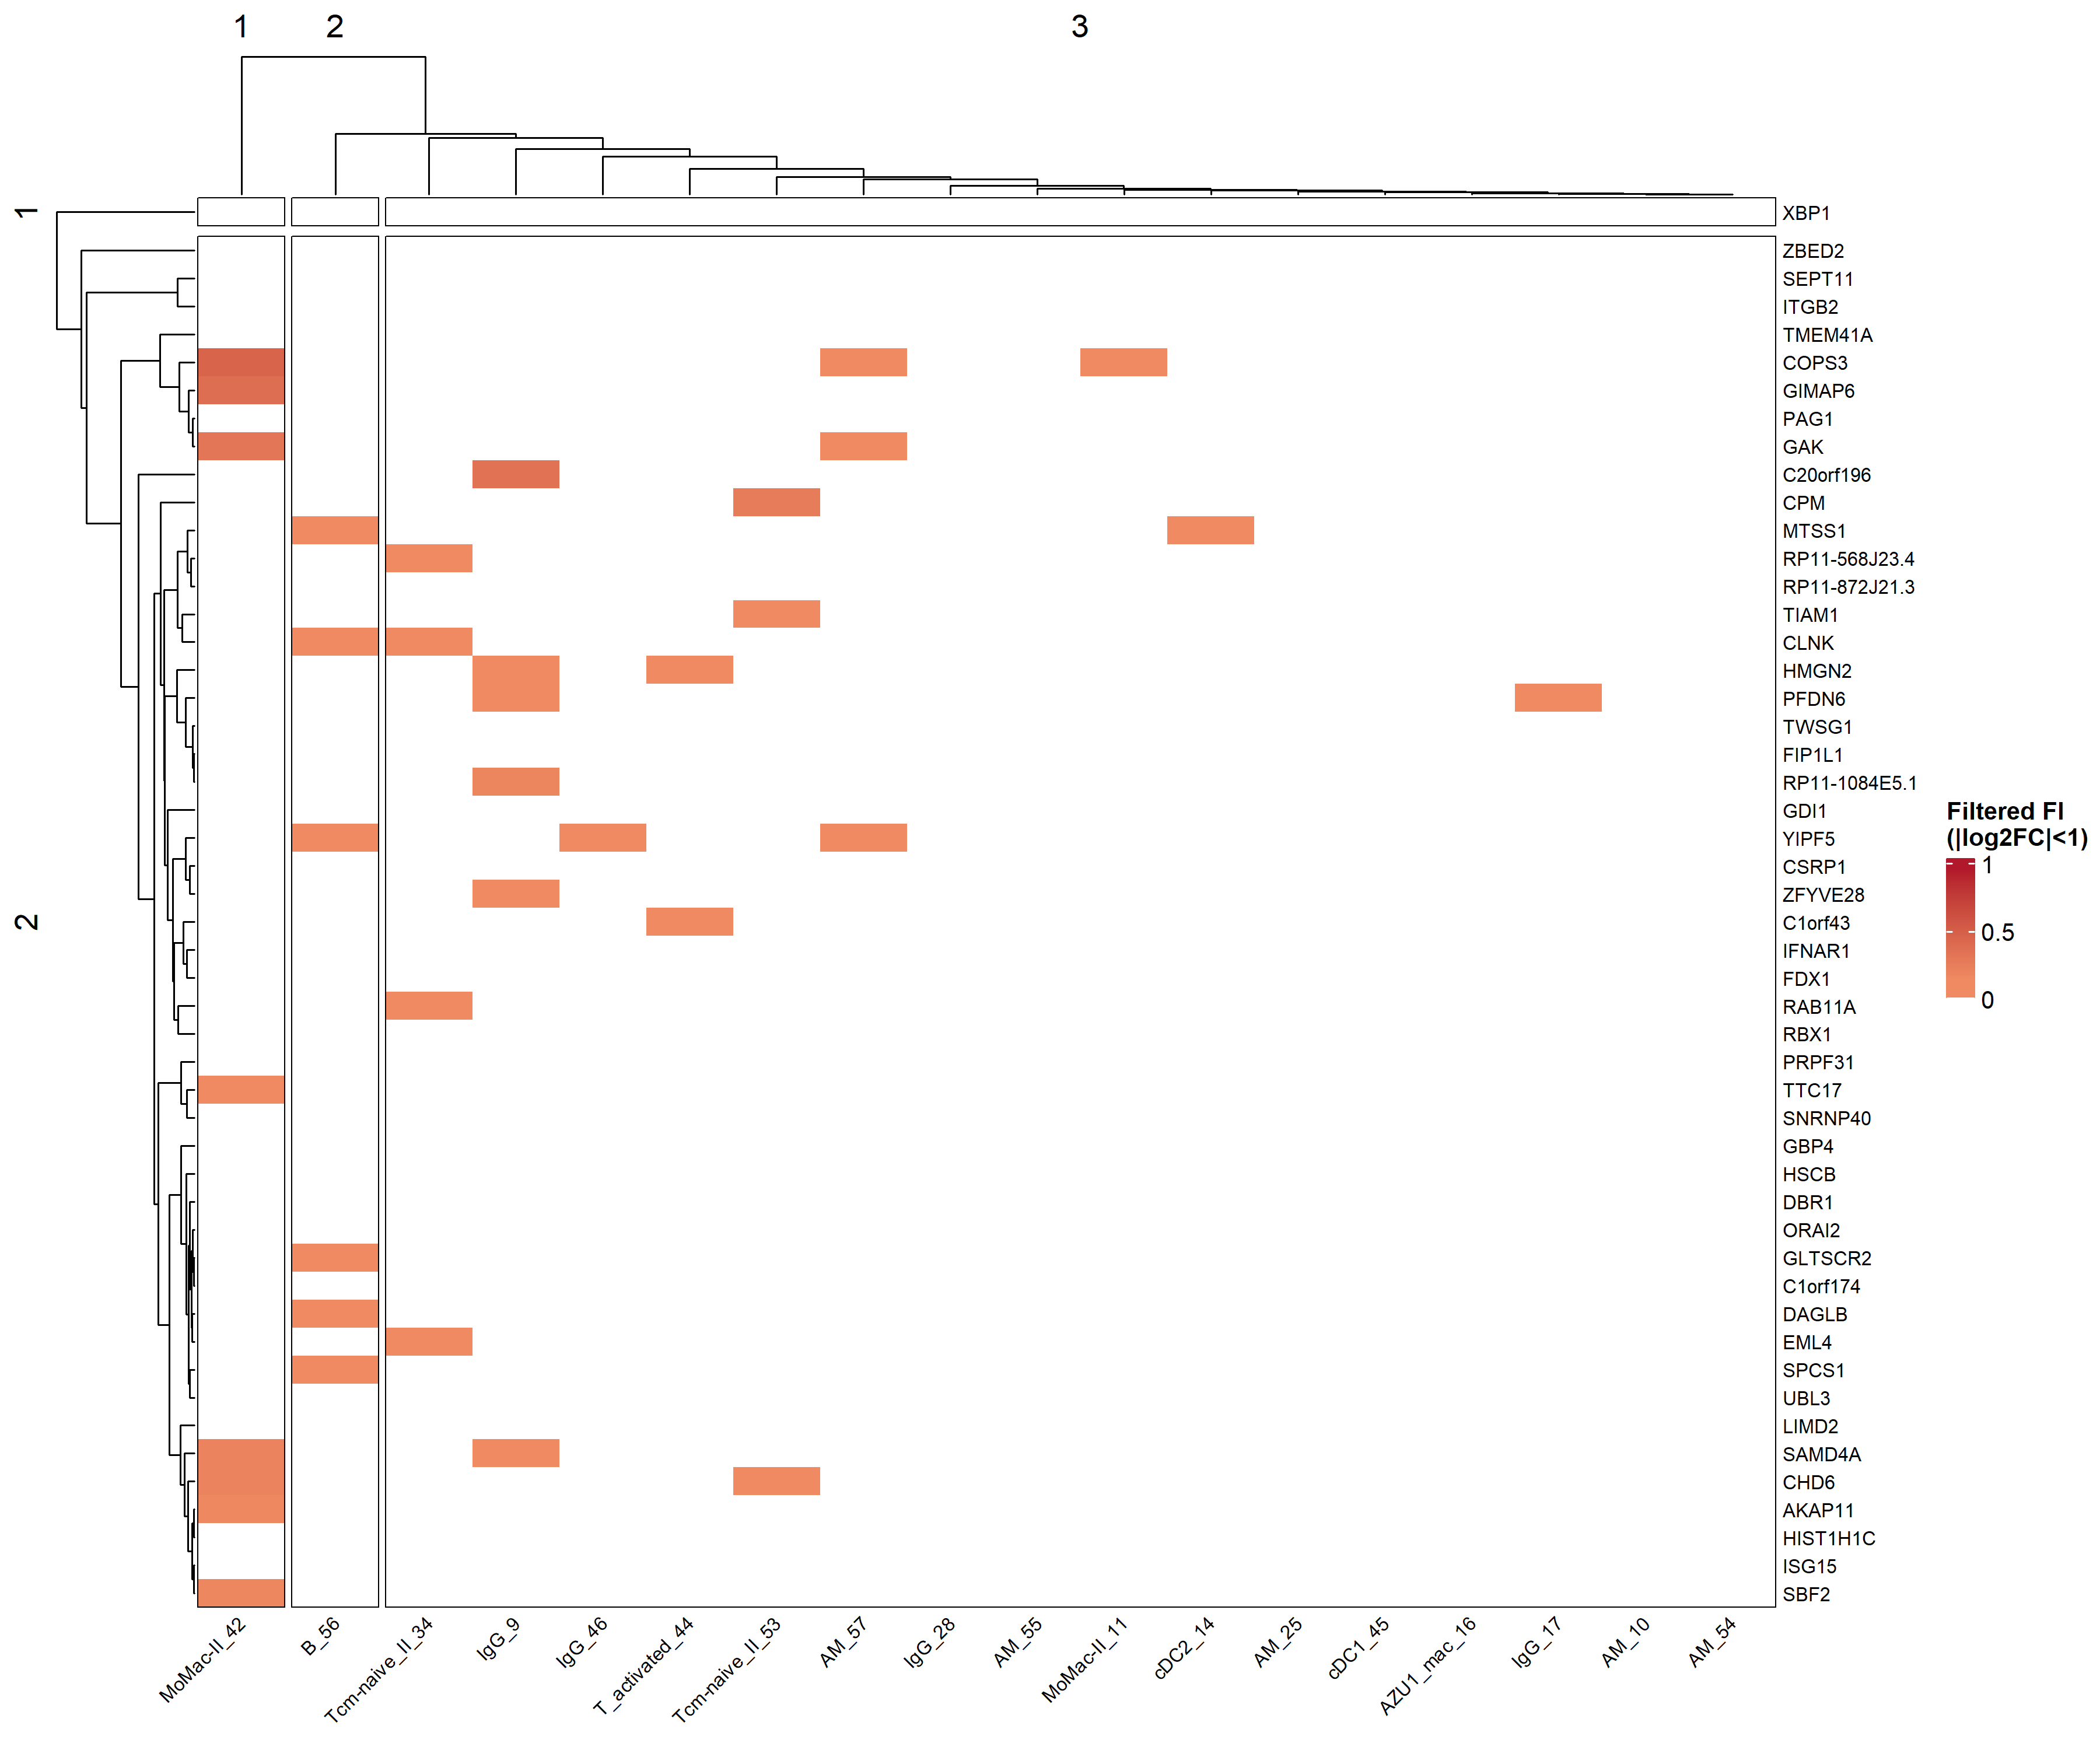 1
2
3
1
XBP1
ZBED2
SEPT11
ITGB2
TMEM41A
COPS3
GIMAP6
PAG1
GAK
C20orf196
CPM
MTSS1
RP11-568J23.4
RP11-872J21.3
TIAM1
CLNK
HMGN2
PFDN6
TWSG1
FIP1L1
RP11-1084E5.1
GDI1
YIPF5
CSRP1
ZFYVE28
2
C1orf43
IFNAR1
FDX1
RAB11A
RBX1
PRPF31
TTC17
SNRNP40
GBP4
HSCB
DBR1
ORAI2
GLTSCR2
C1orf174
DAGLB
EML4
SPCS1
UBL3
LIMD2
SAMD4A
CHD6
AKAP11
HIST1H1C
ISG15
SBF2
Filtered FI
(|log2FC|<1)
1
0.5
0
MoMac-II_42
B_56
Tcm-naive_II_34
IgG_9
IgG_46
T_activated_44
Tcm-naive_II_53
AM_57
IgG_28
AM_55
MoMac-II_11
cDC2_14
AM_25
cDC1_45
AZU1_mac_16
IgG_17
AM_10
AM_54